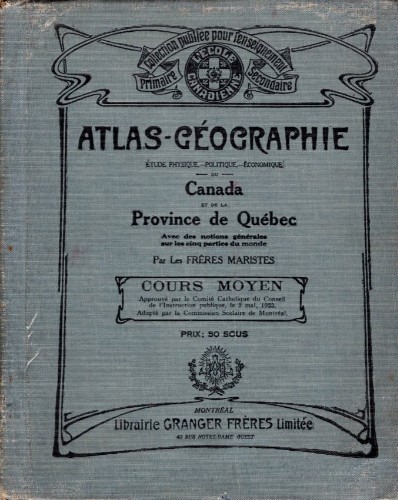 Collection publiée pour l'enseignement
Primaire
Secondaire
L'ÉCOLE
CANADIENNE
ATLAS-GÉOGRAPHIE
ÉTUDE PHYSIQUE,—POLITIQUE,—ÉCONOMIQUE
DU
Canada
ET DE LA
Province de Québec
Avec des notions générales
sur les cinq parties du monde
Par Les FRÈRES MARISTES
COURS MOYEN
Approuvé par le Comité Catholique du Conseil
de l'Instruction publique, le 2 mai, 1923.
Adopté par la Commission Scolaire de Montréal.
PRIX: 50 SOUS
MONTRÉAL
Librairie GRANGER FRÈRES Limitée
43 RUE NOTRE-DAME OUEST